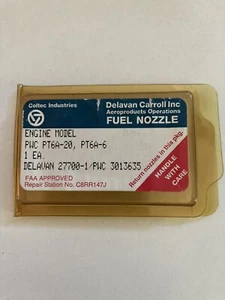 Coltec Industries
Delavan Carroll Inc
Aeroproducts Operations
FUEL NOZZLE
ENGINE MODEL
PWC PT6A-20, PT6A-6
1 EA.
DELAVAN 27700-1/PWC 3013635
FAA APPROVED
Repair Station No. C8RR147J
Return nozzles in this pkg.
HANDLE
WITH
CARE